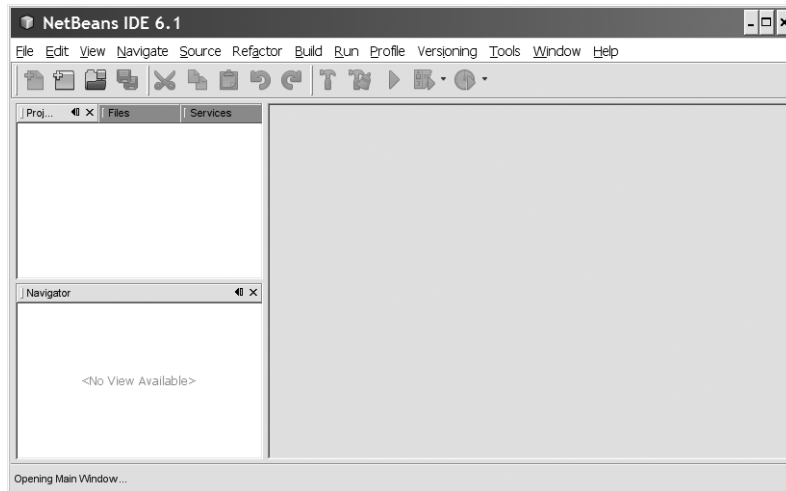 NetBeans IDE 6.1
File Edit View Navigate Source Refactor Build Run Profile Versioning Tools Window Help
Proj... Files Services
Navigator
<No View Available>
Opening Main Window...